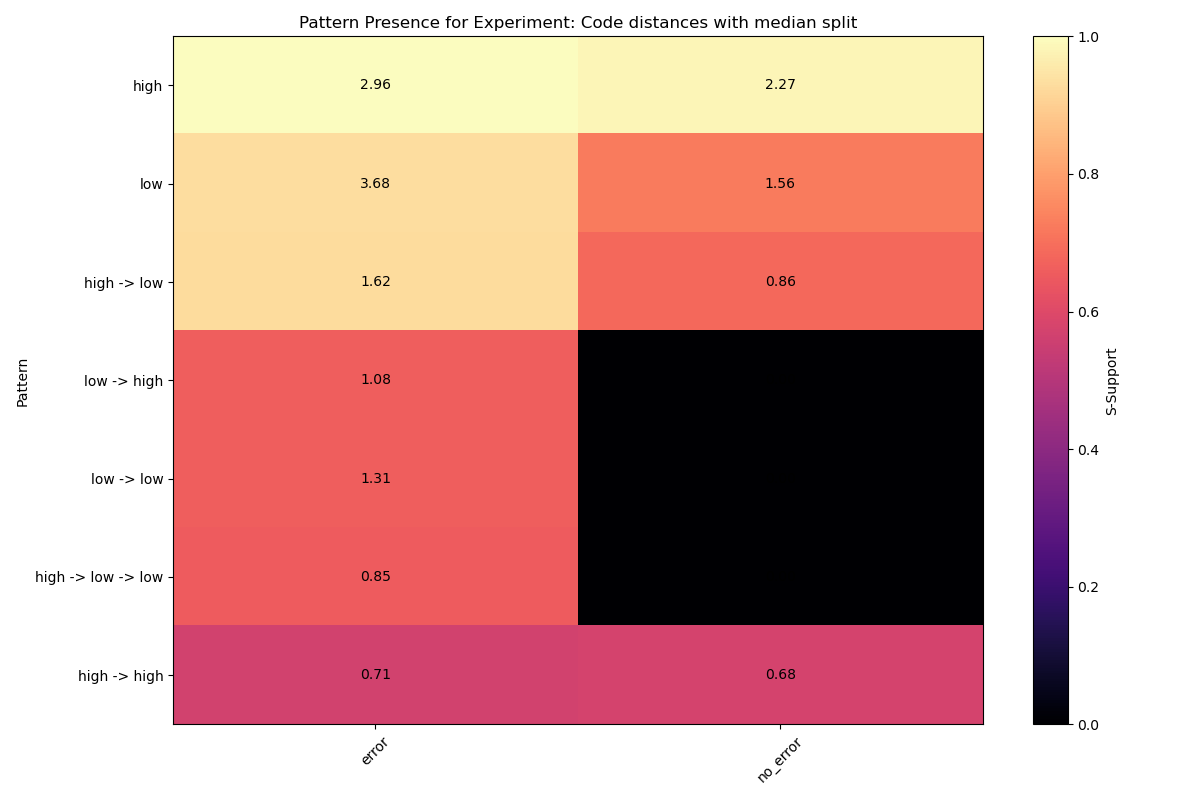 Pattern Presence for Experiment: Code distances with median split
high
2.96
2.27
low
3.68
1.56
high -> low
1.62
0.86
low -> high
1.08
low -> low
1.31
high -> low -> low
0.85
high -> high
0.71
0.68
error
no_error
Pattern
1.0
0.8
0.6
0.4
0.2
0.0
S-Support